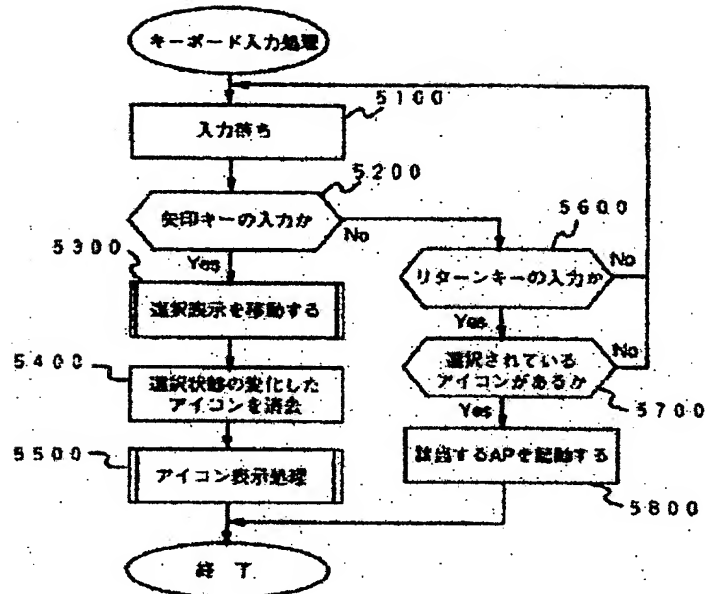 キーボード入力処理
5100
入力待ち
5200
矢印キーの入力か
No
5600
5300
Yes
リターンキーの入力か
No
選択表示を移動する
Yes
選択されている
アイコンがあるか
No
5400
選択状態の変化した
アイコンを消去
5700
Yes
5500
アイコン表示処理
該当するAPを起動する
5800
終了